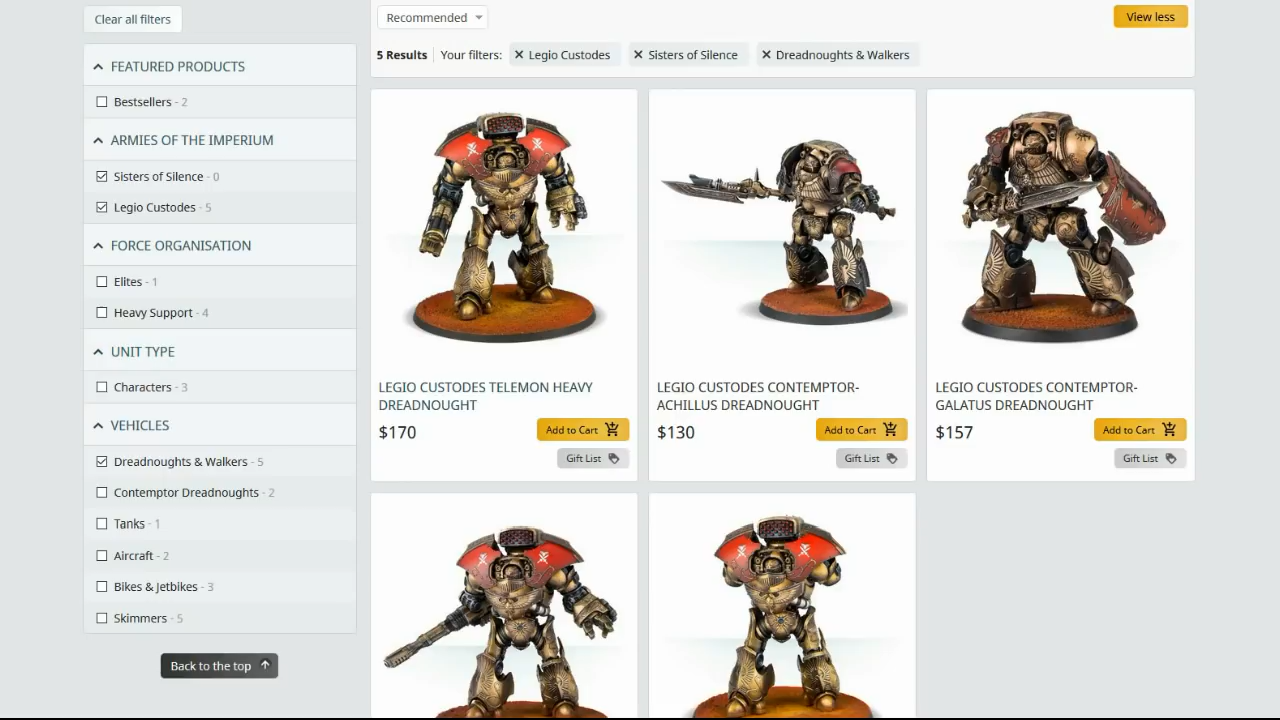 Clear all filters
FEATURED PRODUCTS
Bestsellers - 2
ARMIES OF THE IMPERIUM
Sisters of Silence - 0
Legio Custodes - 5
FORCE ORGANISATION
Elites - 1
Heavy Support - 4
UNIT TYPE
Characters - 3
VEHICLES
Dreadnoughts & Walkers - 5
Contemptor Dreadnoughts - 2
Tanks - 1
Aircraft - 2
Bikes & Jetbikes - 3
Skimmers - 5
Back to the top
Recommended
View less
5 Results Your filters: Legio Custodes Sisters of Silence Dreadnoughts & Walkers
LEGIO CUSTODES TELEMON HEAVY
DREADNOUGHT
$170 Add to Cart
Gift List
LEGIO CUSTODES CONTEMPTOR-
ACHILLUS DREADNOUGHT
$130 Add to Cart
Gift List
LEGIO CUSTODES CONTEMPTOR-
GALATUS DREADNOUGHT
$157 Add to Cart
Gift List